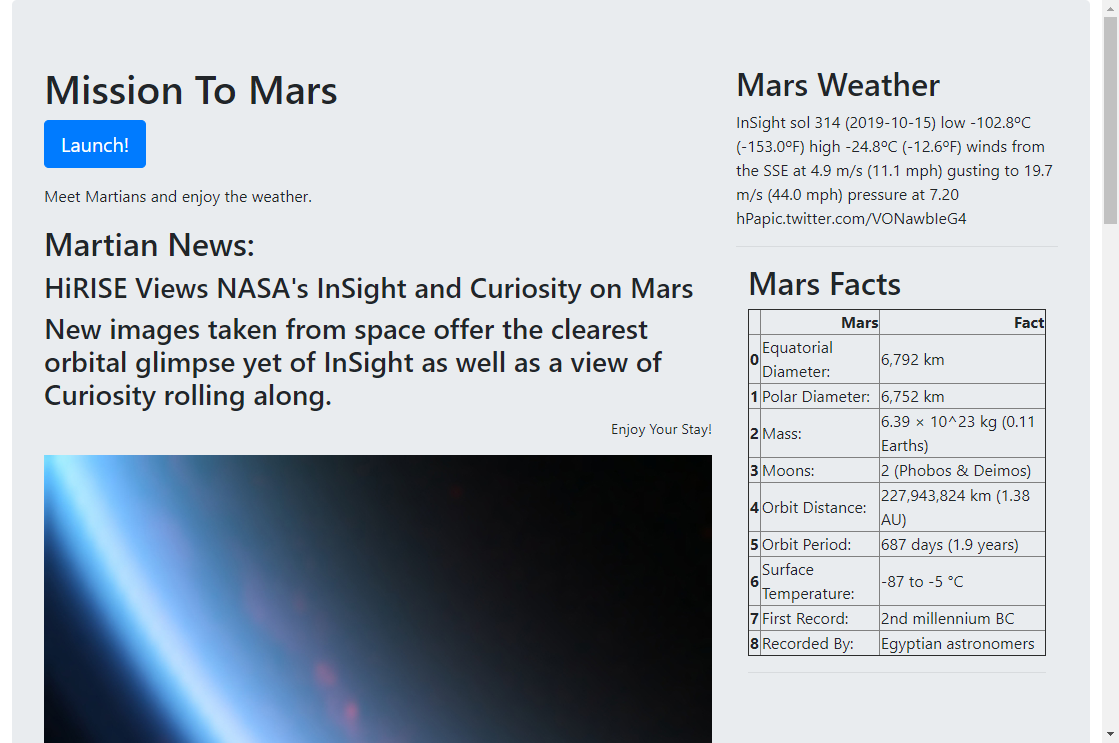 Mission To Mars
Launch!
Meet Martians and enjoy the weather.
Martian News:
HiRISE Views NASA's InSight and Curiosity on Mars
New images taken from space offer the clearest
orbital glimpse yet of InSight as well as a view of
Curiosity rolling along.
Enjoy Your Stay!
Mars Weather
InSight sol 314 (2019-10-15) low -102.8ºC
(-153.0ºF) high -24.8ºC (-12.6ºF) winds from
the SSE at 4.9 m/s (11.1 mph) gusting to 19.7
m/s (44.0 mph) pressure at 7.20
hPapic.twitter.com/VONawbIeG4
Mars Facts
Mars Fact
0 Equatorial
Diameter: 6,792 km
1 Polar Diameter: 6,752 km
2 Mass: 6.39 × 10^23 kg (0.11
Earths)
3 Moons: 2 (Phobos & Deimos)
4 Orbit Distance: 227,943,824 km (1.38
AU)
5 Orbit Period: 687 days (1.9 years)
6 Surface
Temperature: -87 to -5 °C
7 First Record: 2nd millennium BC
8 Recorded By: Egyptian astronomers